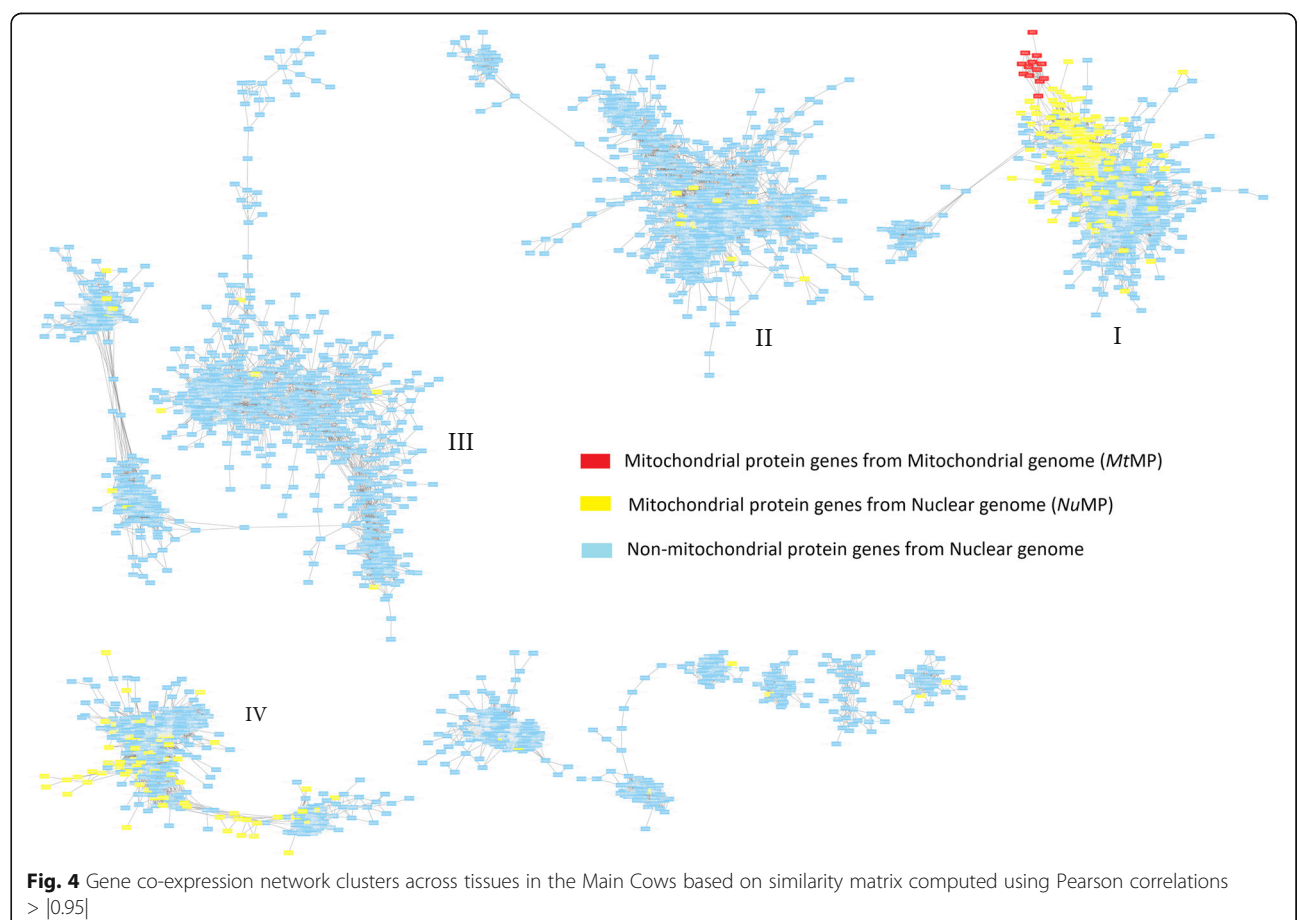 I
II
III
Mitochondrial protein genes from Mitochondrial genome (MtMP)
Mitochondrial protein genes from Nuclear genome (NuMP)
Non-mitochondrial protein genes from Nuclear genome
IV
Fig. 4 Gene co-expression network clusters across tissues in the Main Cows based on similarity matrix computed using Pearson correlations
> |0.95|